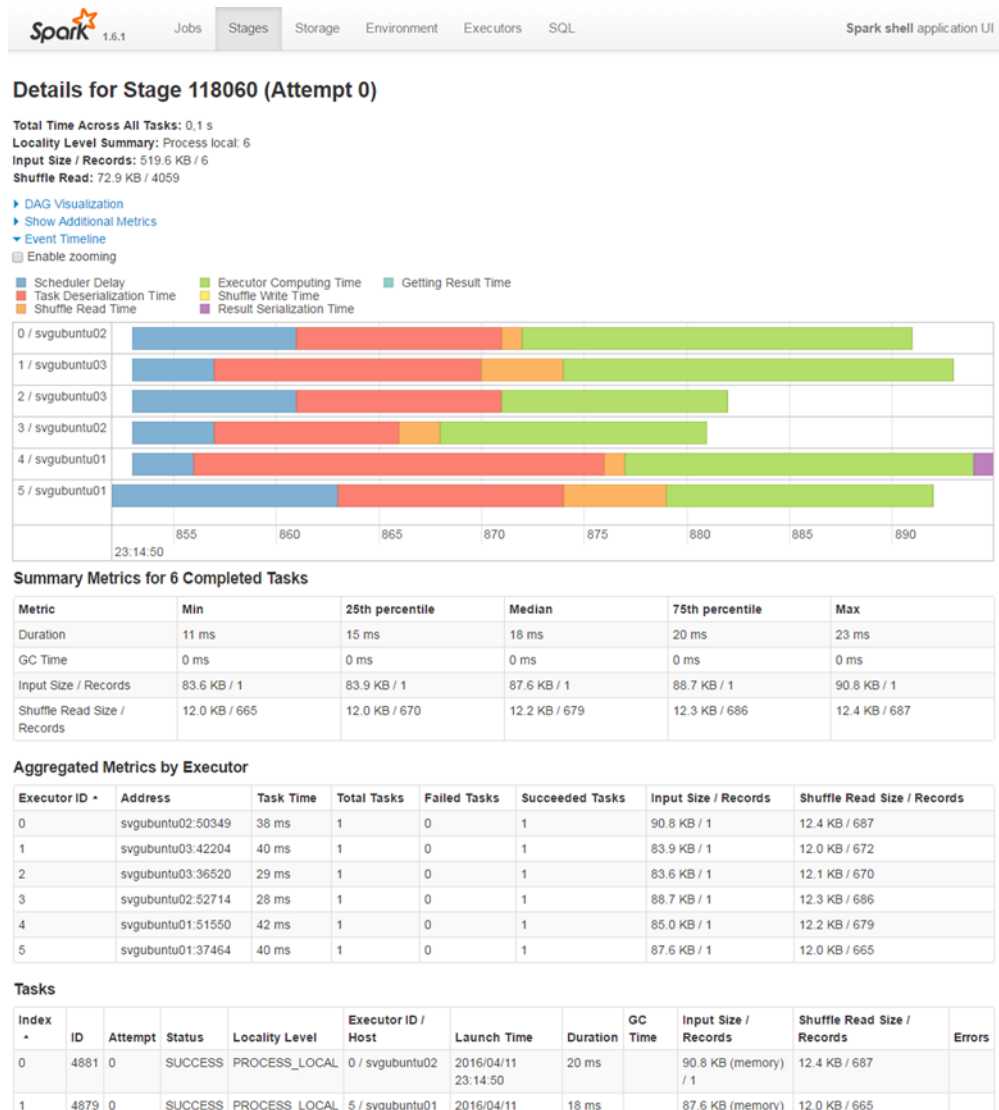 Spark 1.6.1 Jobs Stages Storage Environment Executors SQL Spark shell application UI
Details for Stage 118060 (Attempt 0)
Total Time Across All Tasks: 0,1 s
Locality Level Summary: Process local: 6
Input Size / Records: 519.6 KB / 6
Shuffle Read: 72.9 KB / 4059
DAG Visualization
Show Additional Metrics
Event Timeline
Enable zooming
Scheduler Delay Executor Computing Time Getting Result Time
Task Deserialization Time Shuffle Write Time
Shuffle Read Time Result Serialization Time
0 / svgubuntu02
1 / svgubuntu03
2 / svgubuntu03
3 / svgubuntu02
4 / svgubuntu01
5 / svgubuntu01
855 860 865 870 875 880 885 890
23:14:50
Summary Metrics for 6 Completed Tasks
Metric Min 25th percentile Median 75th percentile Max
Duration 11 ms 15 ms 18 ms 20 ms 23 ms
GC Time 0 ms 0 ms 0 ms 0 ms 0 ms
Input Size / Records 83.6 KB / 1 83.9 KB / 1 87.6 KB / 1 88.7 KB / 1 90.8 KB / 1
Shuffle Read Size / 12.0 KB / 665 12.0 KB / 670 12.2 KB / 679 12.3 KB / 686 12.4 KB / 687
Records
Aggregated Metrics by Executor
Executor ID Address Task Time Total Tasks Failed Tasks Succeeded Tasks Input Size / Records Shuffle Read Size / Records
0 svgubuntu02:50349 38 ms 1 0 1 90.8 KB / 1 12.4 KB / 687
1 svgubuntu03:42204 40 ms 1 0 1 83.9 KB / 1 12.0 KB / 672
2 svgubuntu03:36520 29 ms 1 0 1 83.6 KB / 1 12.1 KB / 670
3 svgubuntu02:52714 28 ms 1 0 1 88.7 KB / 1 12.3 KB / 686
4 svgubuntu01:51550 42 ms 1 0 1 85.0 KB / 1 12.2 KB / 679
5 svgubuntu01:37464 40 ms 1 0 1 87.6 KB / 1 12.0 KB / 665
Tasks
Index Executor ID / GC Input Size / Shuffle Read Size /
ID Attempt Status Locality Level Host Launch Time Duration Time Records Records Errors
0 4881 0 SUCCESS PROCESS_LOCAL 0 / svgubuntu02 2016/04/11 20 ms 90.8 KB (memory) 12.4 KB / 687
23:14:50 / 1
1 4879 0 SUCCESS PROCESS_LOCAL 5 / svgubuntu01 2016/04/11 18 ms 87.6 KB (memory) 12.0 KB / 665